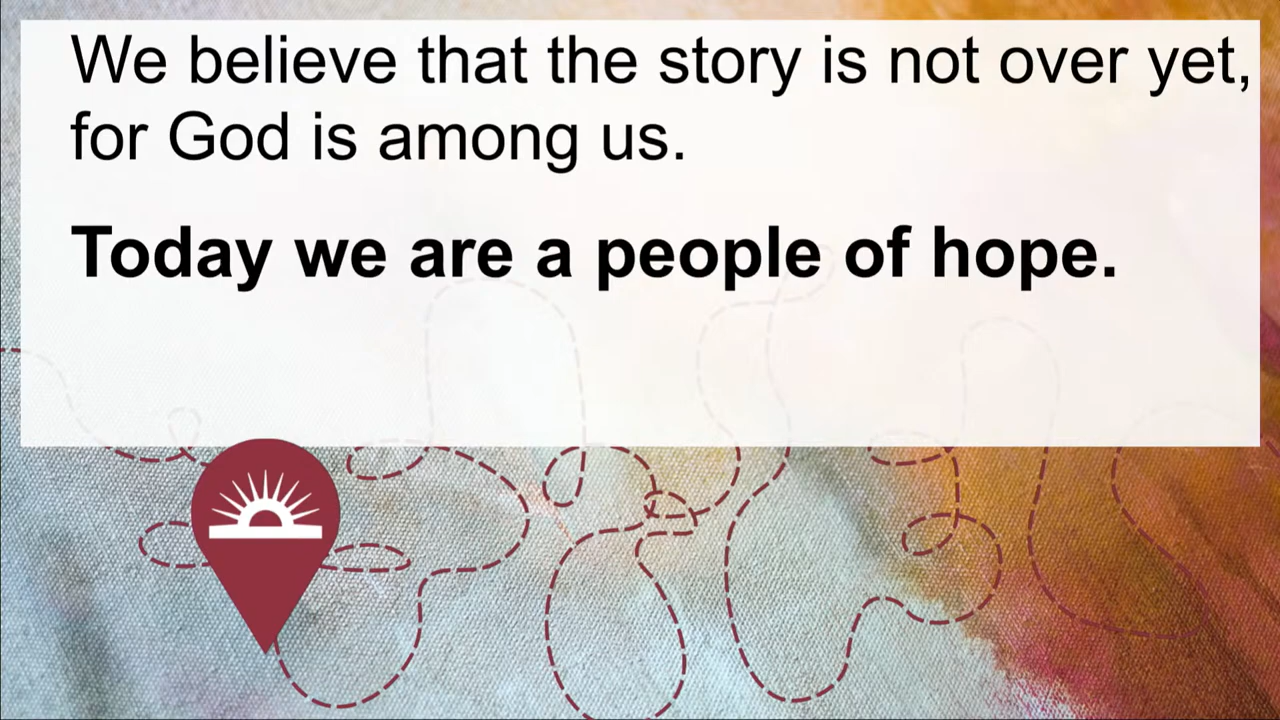 We believe that the story is not over yet,
for God is among us.
Today we are a people of hope.